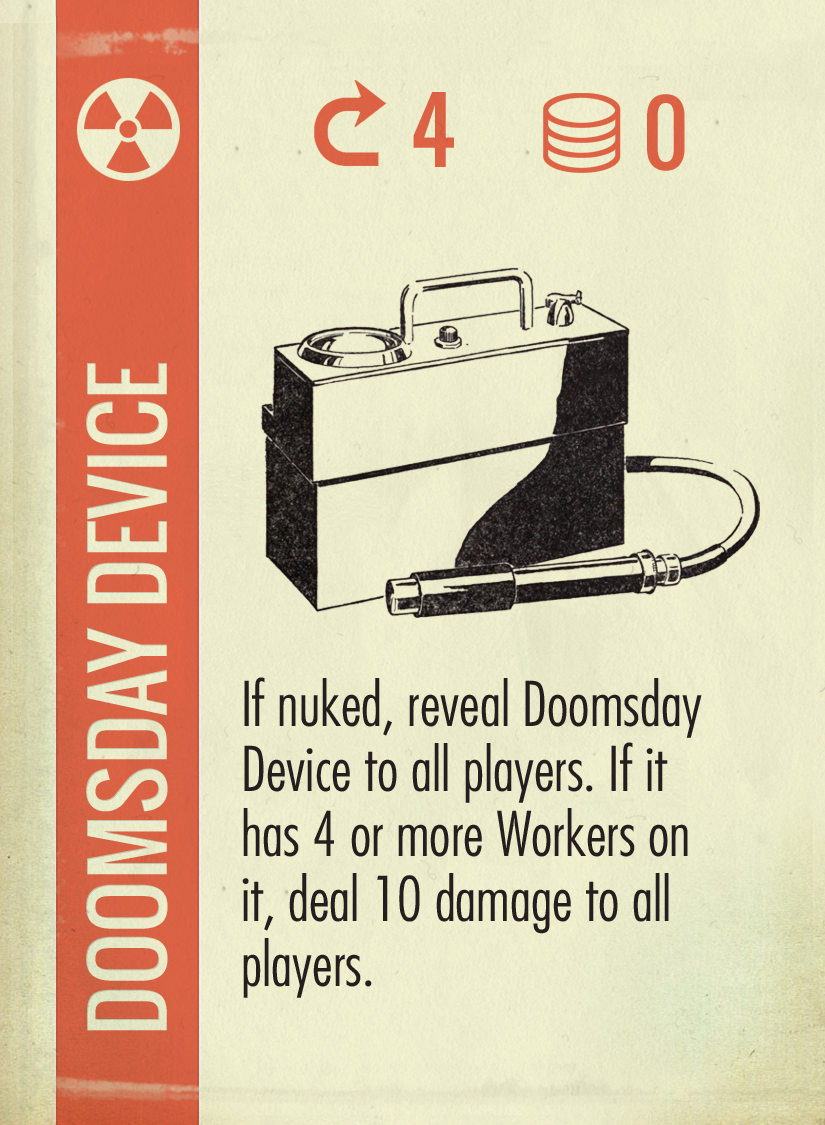 4 0
DOOMSDAY DEVICE
If nuked, reveal Doomsday
Device to all players. If it
has 4 or more Workers on
it, deal 10 damage to all
players.